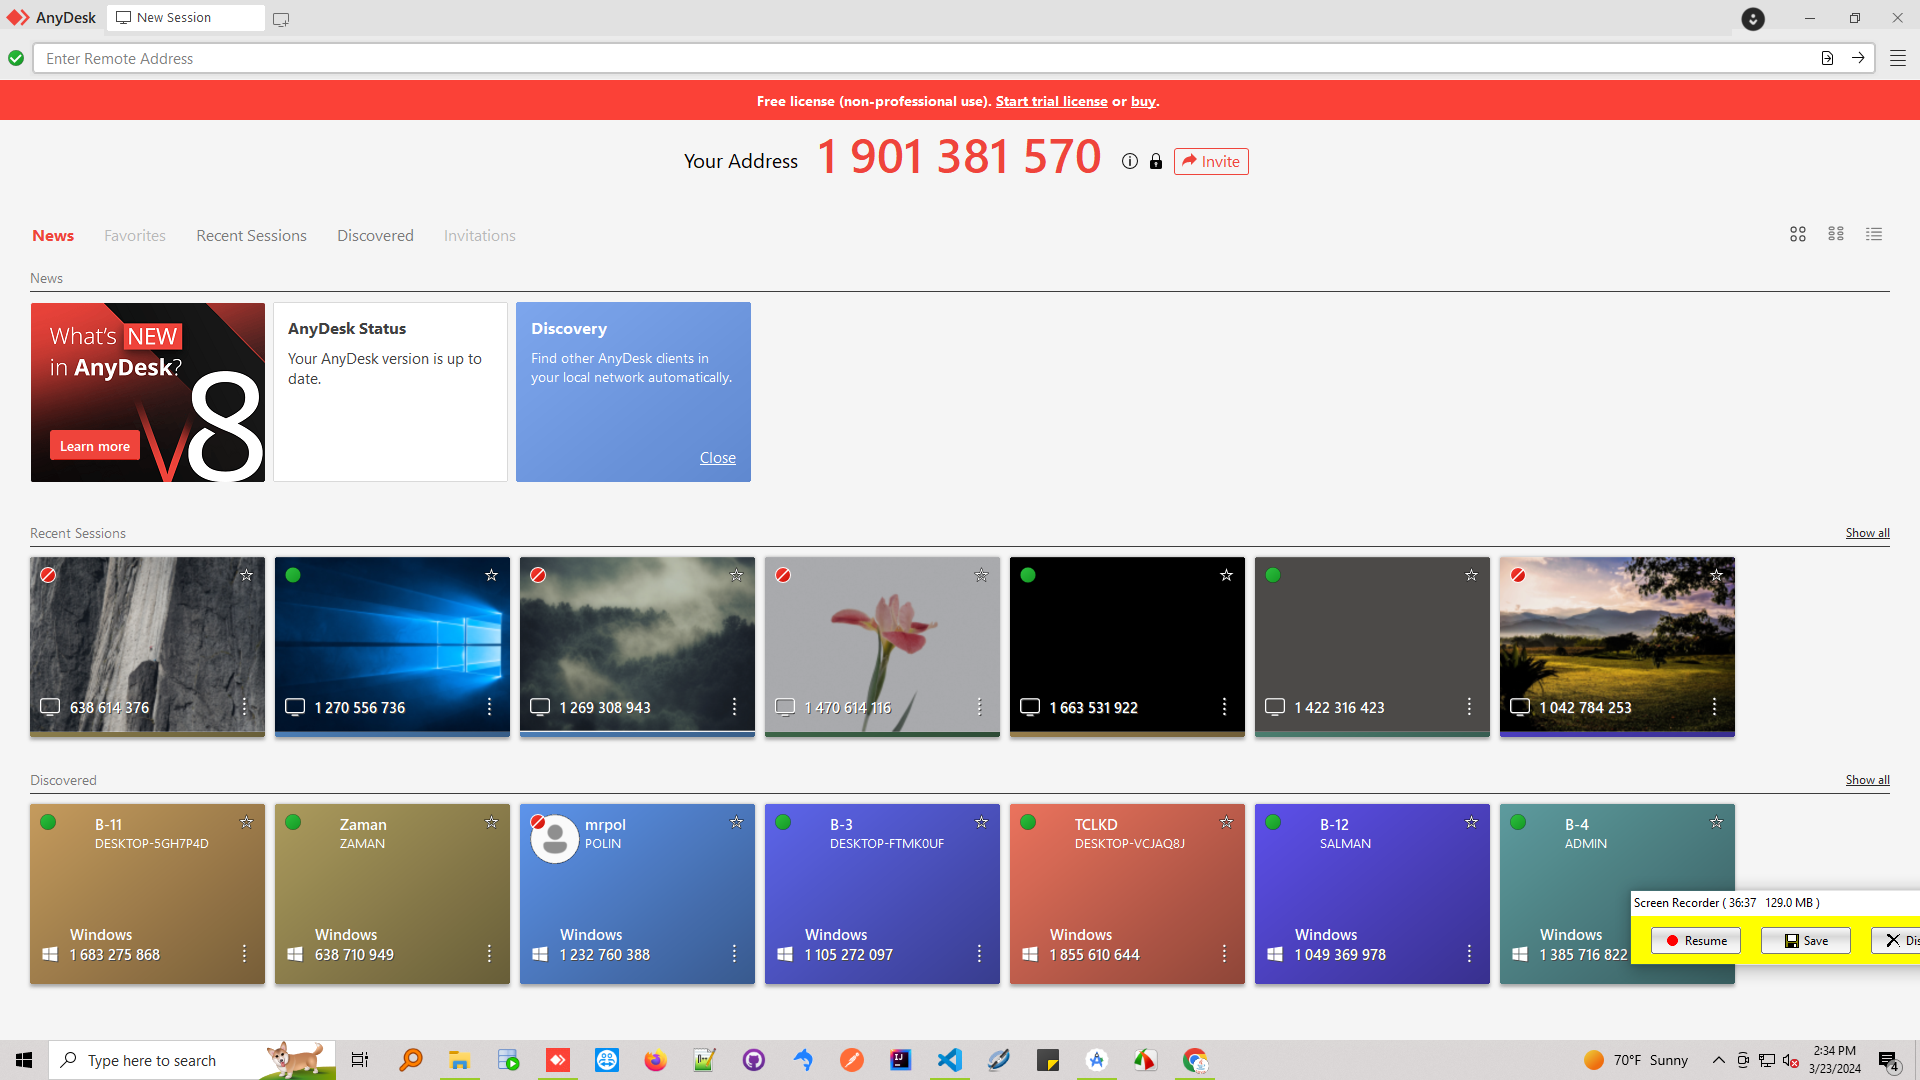 AnyDesk
New Session
Enter Remote Address
Free license (non-professional use). Start trial license or buy.
Your Address 1 901 381 570 Invite
News Favorites Recent Sessions Discovered Invitations
News
What's NEW
in AnyDesk?
V8
Learn more
AnyDesk Status
Your AnyDesk version is up to
date.
Discovery
Find other AnyDesk clients in
your local network automatically.
Close
Recent Sessions
Show all
638 614 376
1 270 556 736
1 269 308 943
1 470 614 116
1 663 531 922
1 422 316 423
1 042 784 253
Discovered
Show all
B-11
DESKTOP-5GH7P4D
Windows
1 683 275 868
Zaman
ZAMAN
Windows
638 710 949
mrpol
POLIN
Windows
1 232 760 388
B-3
DESKTOP-FTMK0UF
Windows
1 105 272 097
TCLKD
DESKTOP-VCJAQ8J
Windows
1 855 610 644
B-12
SALMAN
Windows
1 049 369 978
B-4
ADMIN
Windows
1 385 716 822
Screen Recorder ( 36:37 129.0 MB )
Resume
Save
Dis
Type here to search
70°F Sunny
2:34 PM
3/23/2024
4